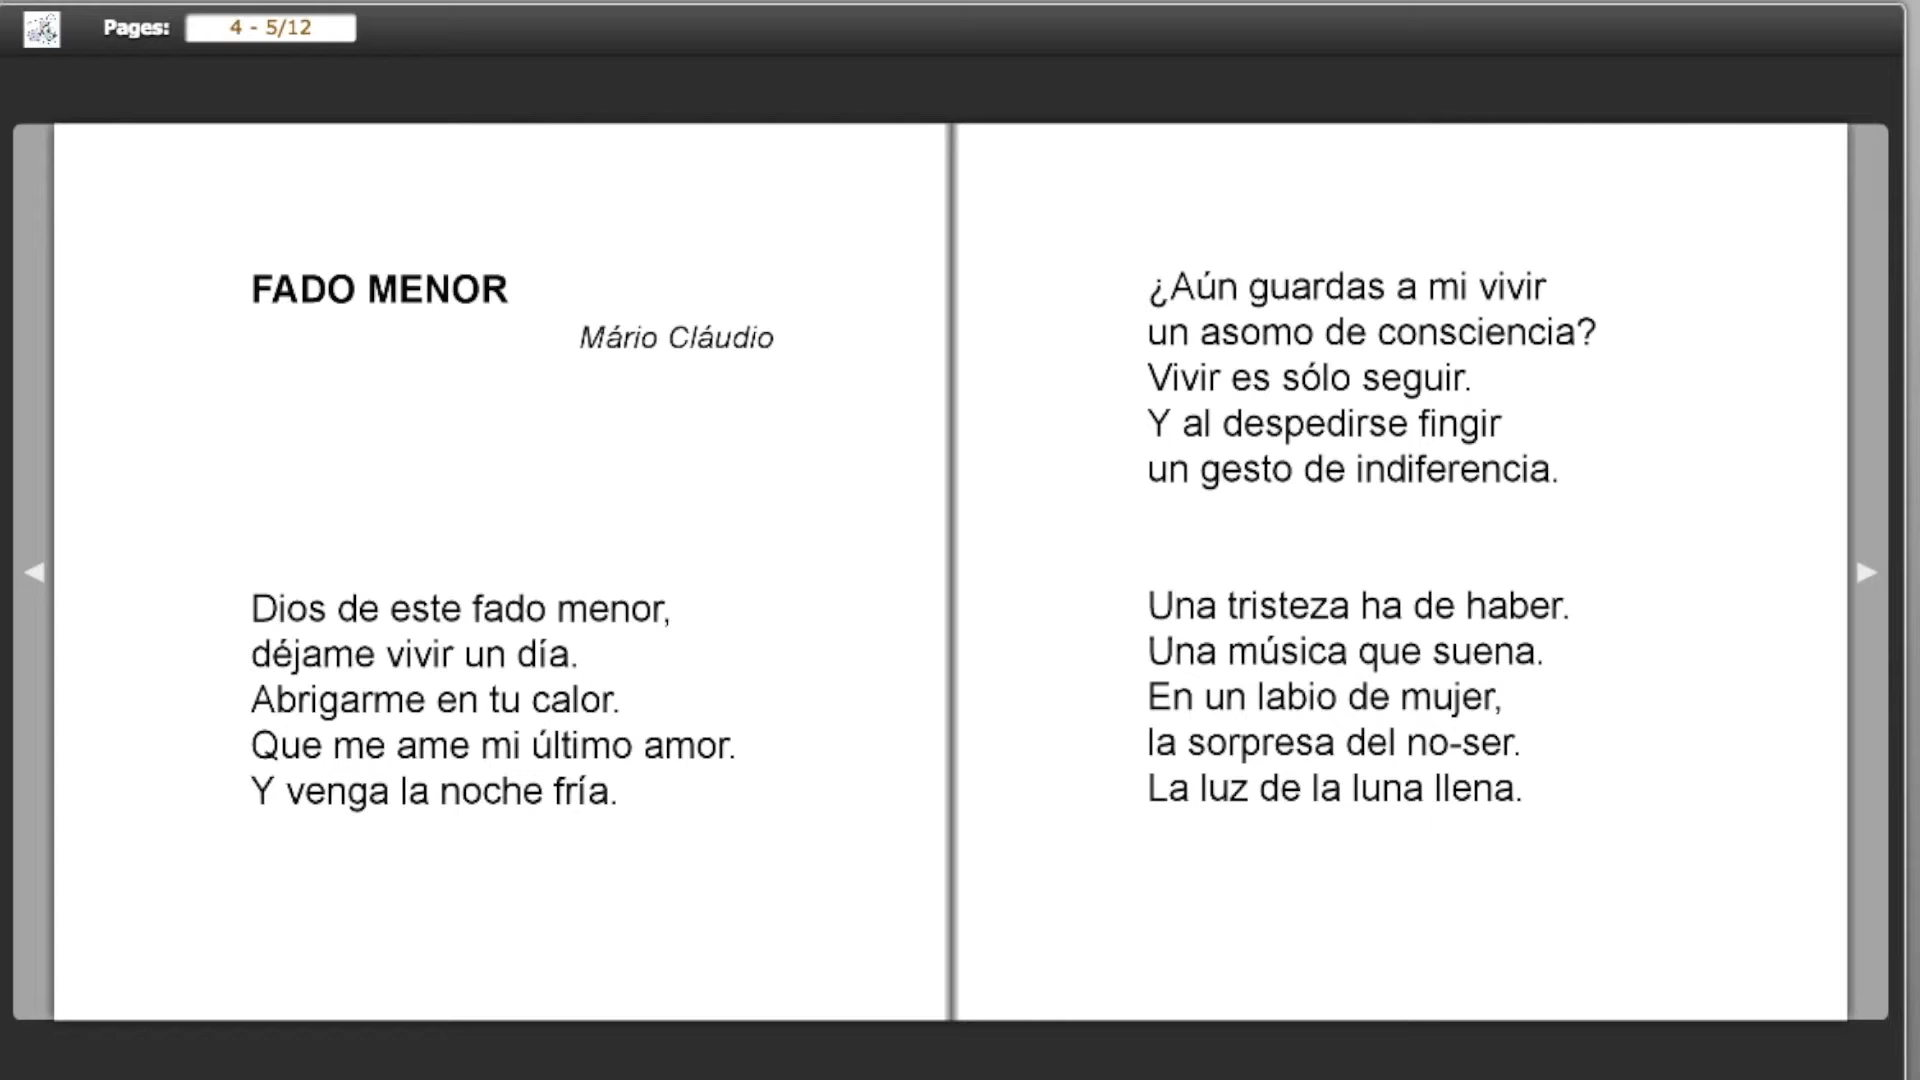 Pages: 4 - 5/12
FADO MENOR
Mário Cláudio
Dios de este fado menor,
déjame vivir un día.
Abrigarme en tu calor.
Que me ame mi último amor.
Y venga la noche fría.
¿Aún guardas a mi vivir
un asomo de consciencia?
Vivir es sólo seguir.
Y al despedirse fingir
un gesto de indiferencia.
Una tristeza ha de haber.
Una música que suena.
En un labio de mujer,
la sorpresa del no-ser.
La luz de la luna llena.